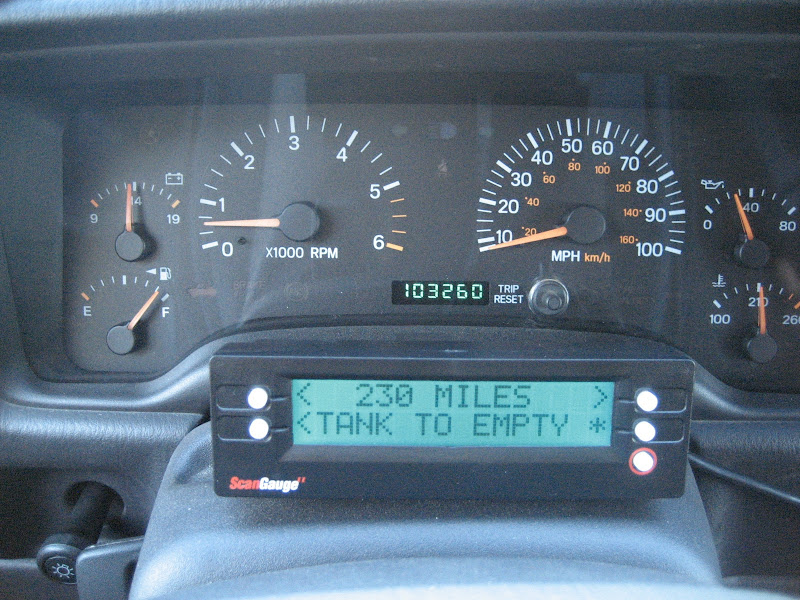 9 14 19
E F
0 1 2 3 4 5 6
X1000 RPM
BRAKE
103260
TRIP
RESET
10 20 30 40 50 60 70 80 90 100
20 40 60 80 100 120 140 160
MPH km/h
0 40 80
100 210 260
< 230 MILES >
<TANK TO EMPTY *
ScanGauge II